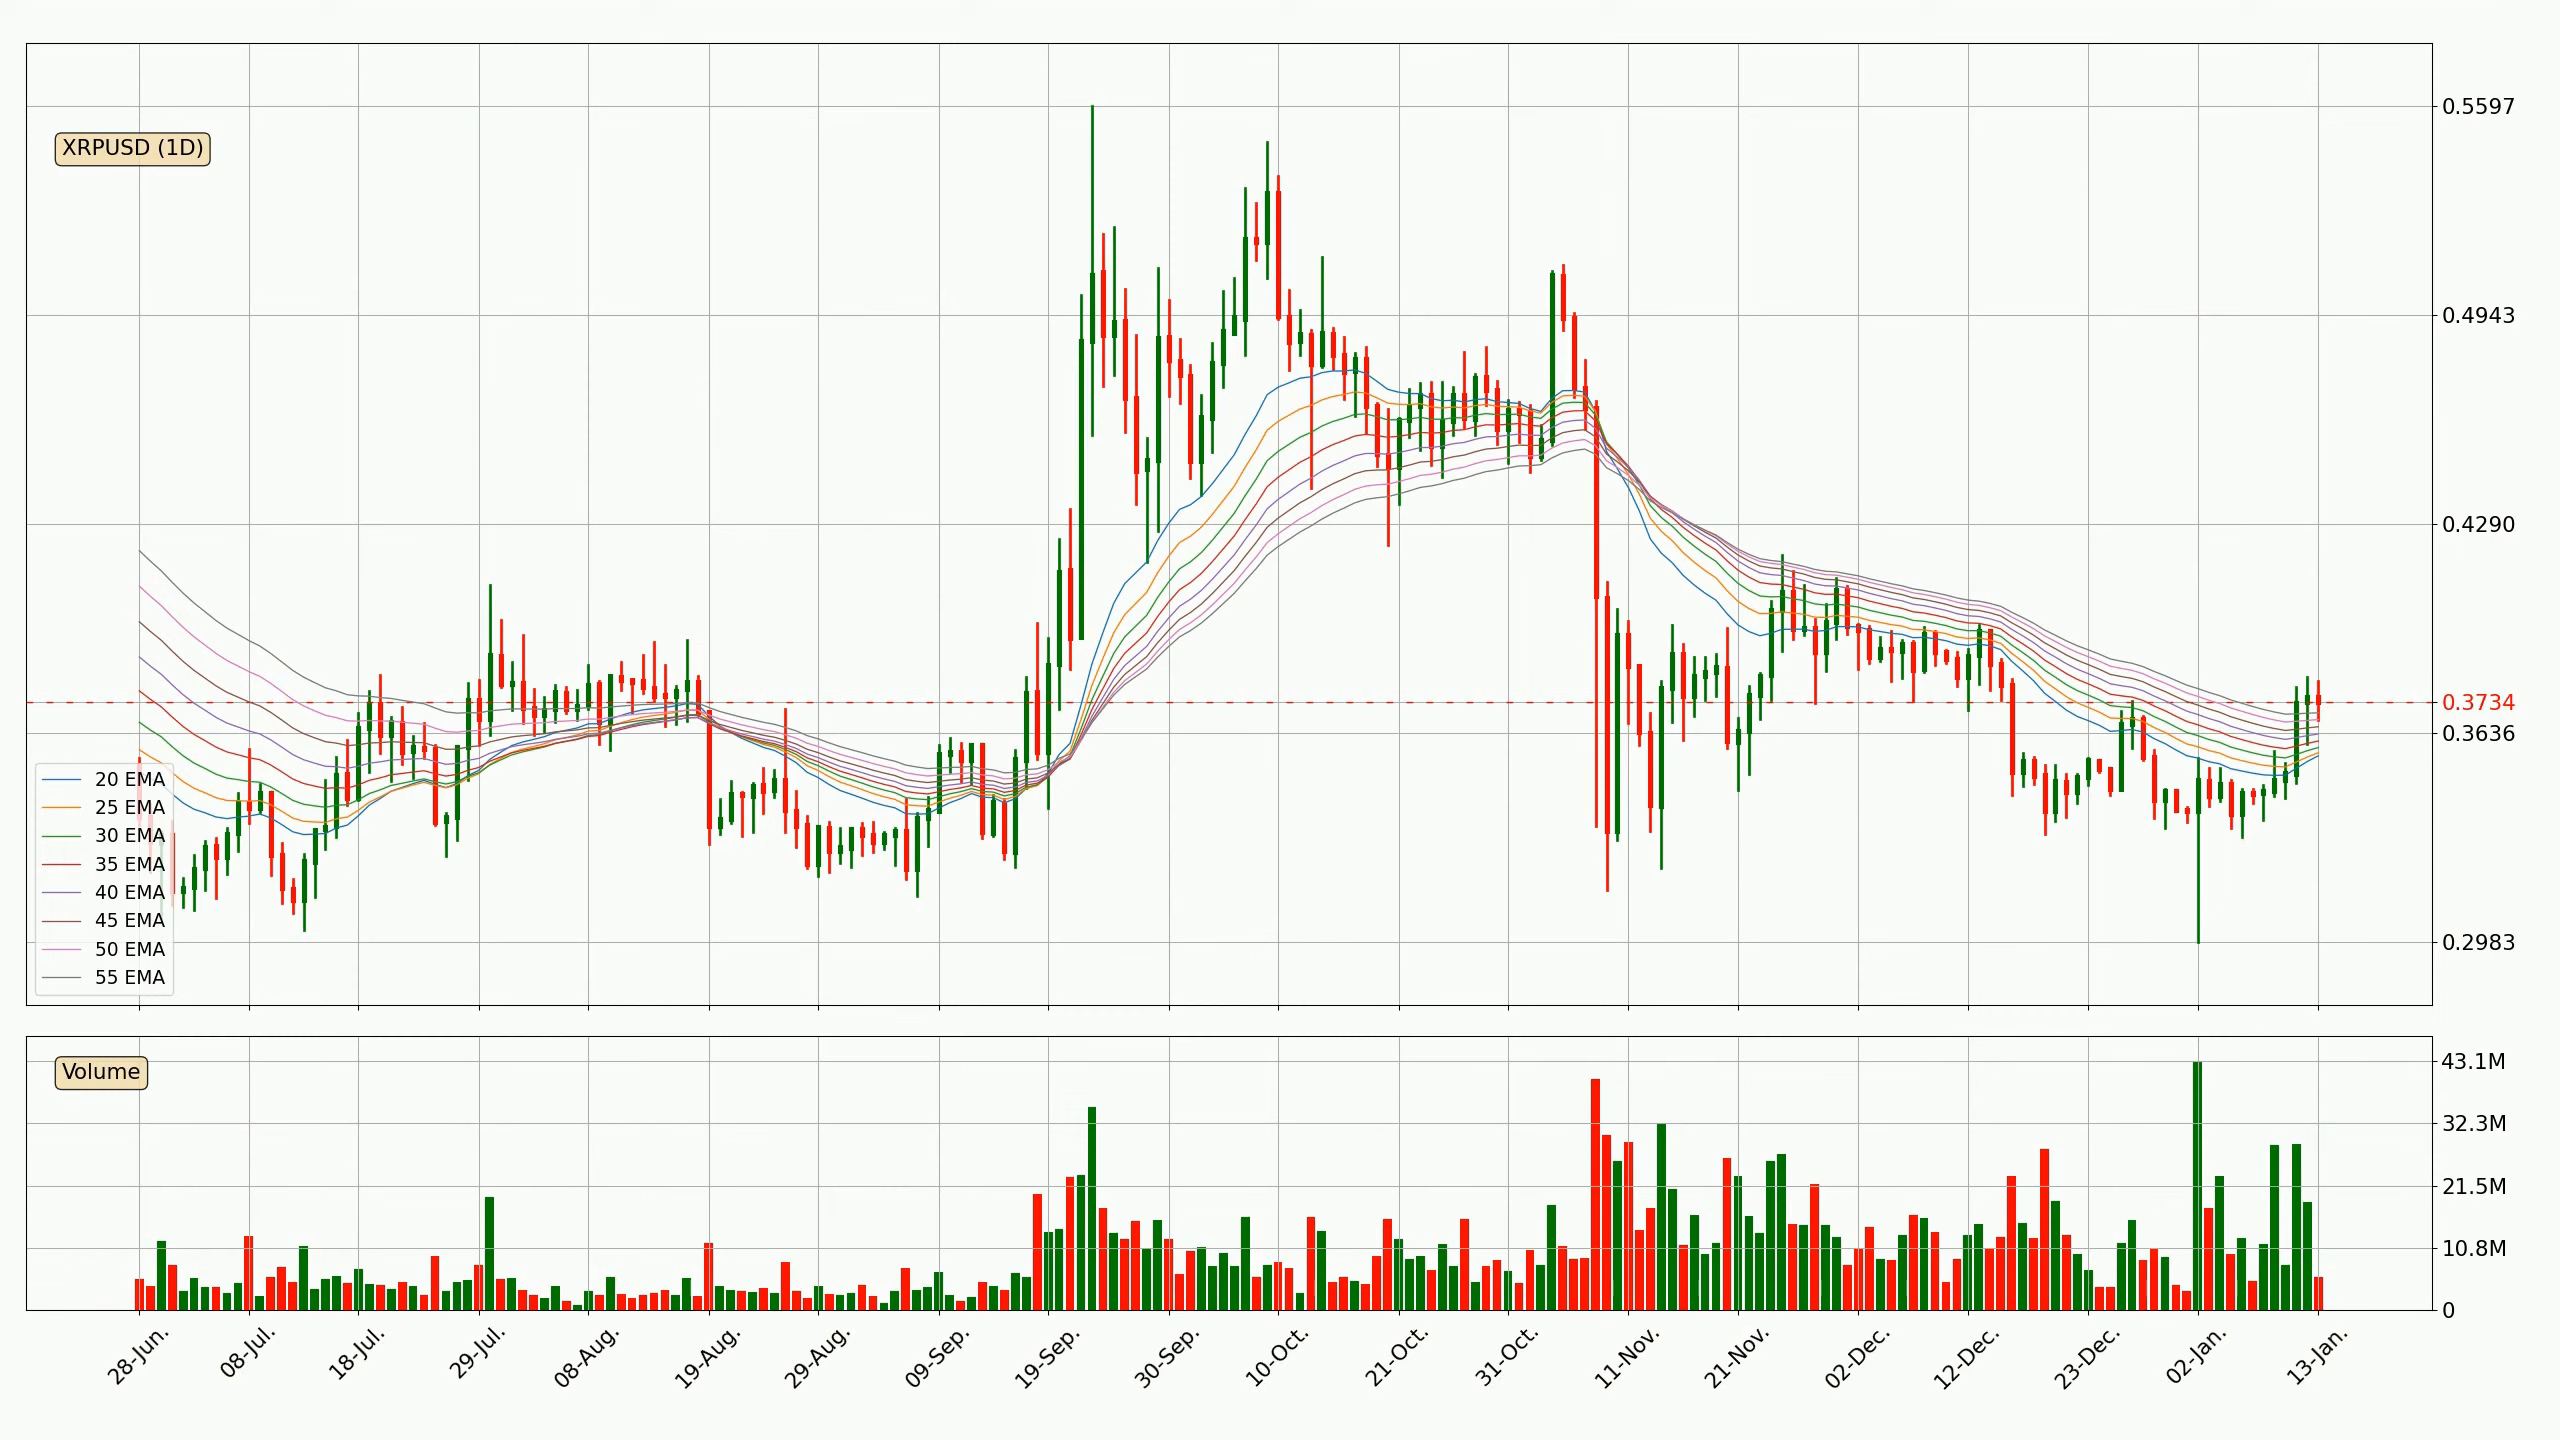 XRPUSD (1D)
0.5597
0.4943
0.4290
0.3734
0.3636
0.2983
20 EMA
25 EMA
30 EMA
35 EMA
40 EMA
45 EMA
50 EMA
55 EMA
Volume
43.1M
32.3M
21.5M
10.8M
0
28-Jun.
08-Jul.
18-Jul.
29-Jul.
08-Aug.
19-Aug.
29-Aug.
09-Sep.
19-Sep.
30-Sep.
10-Oct.
21-Oct.
31-Oct.
11-Nov.
21-Nov.
02-Dec.
12-Dec.
23-Dec.
02-Jan.
13-Jan.